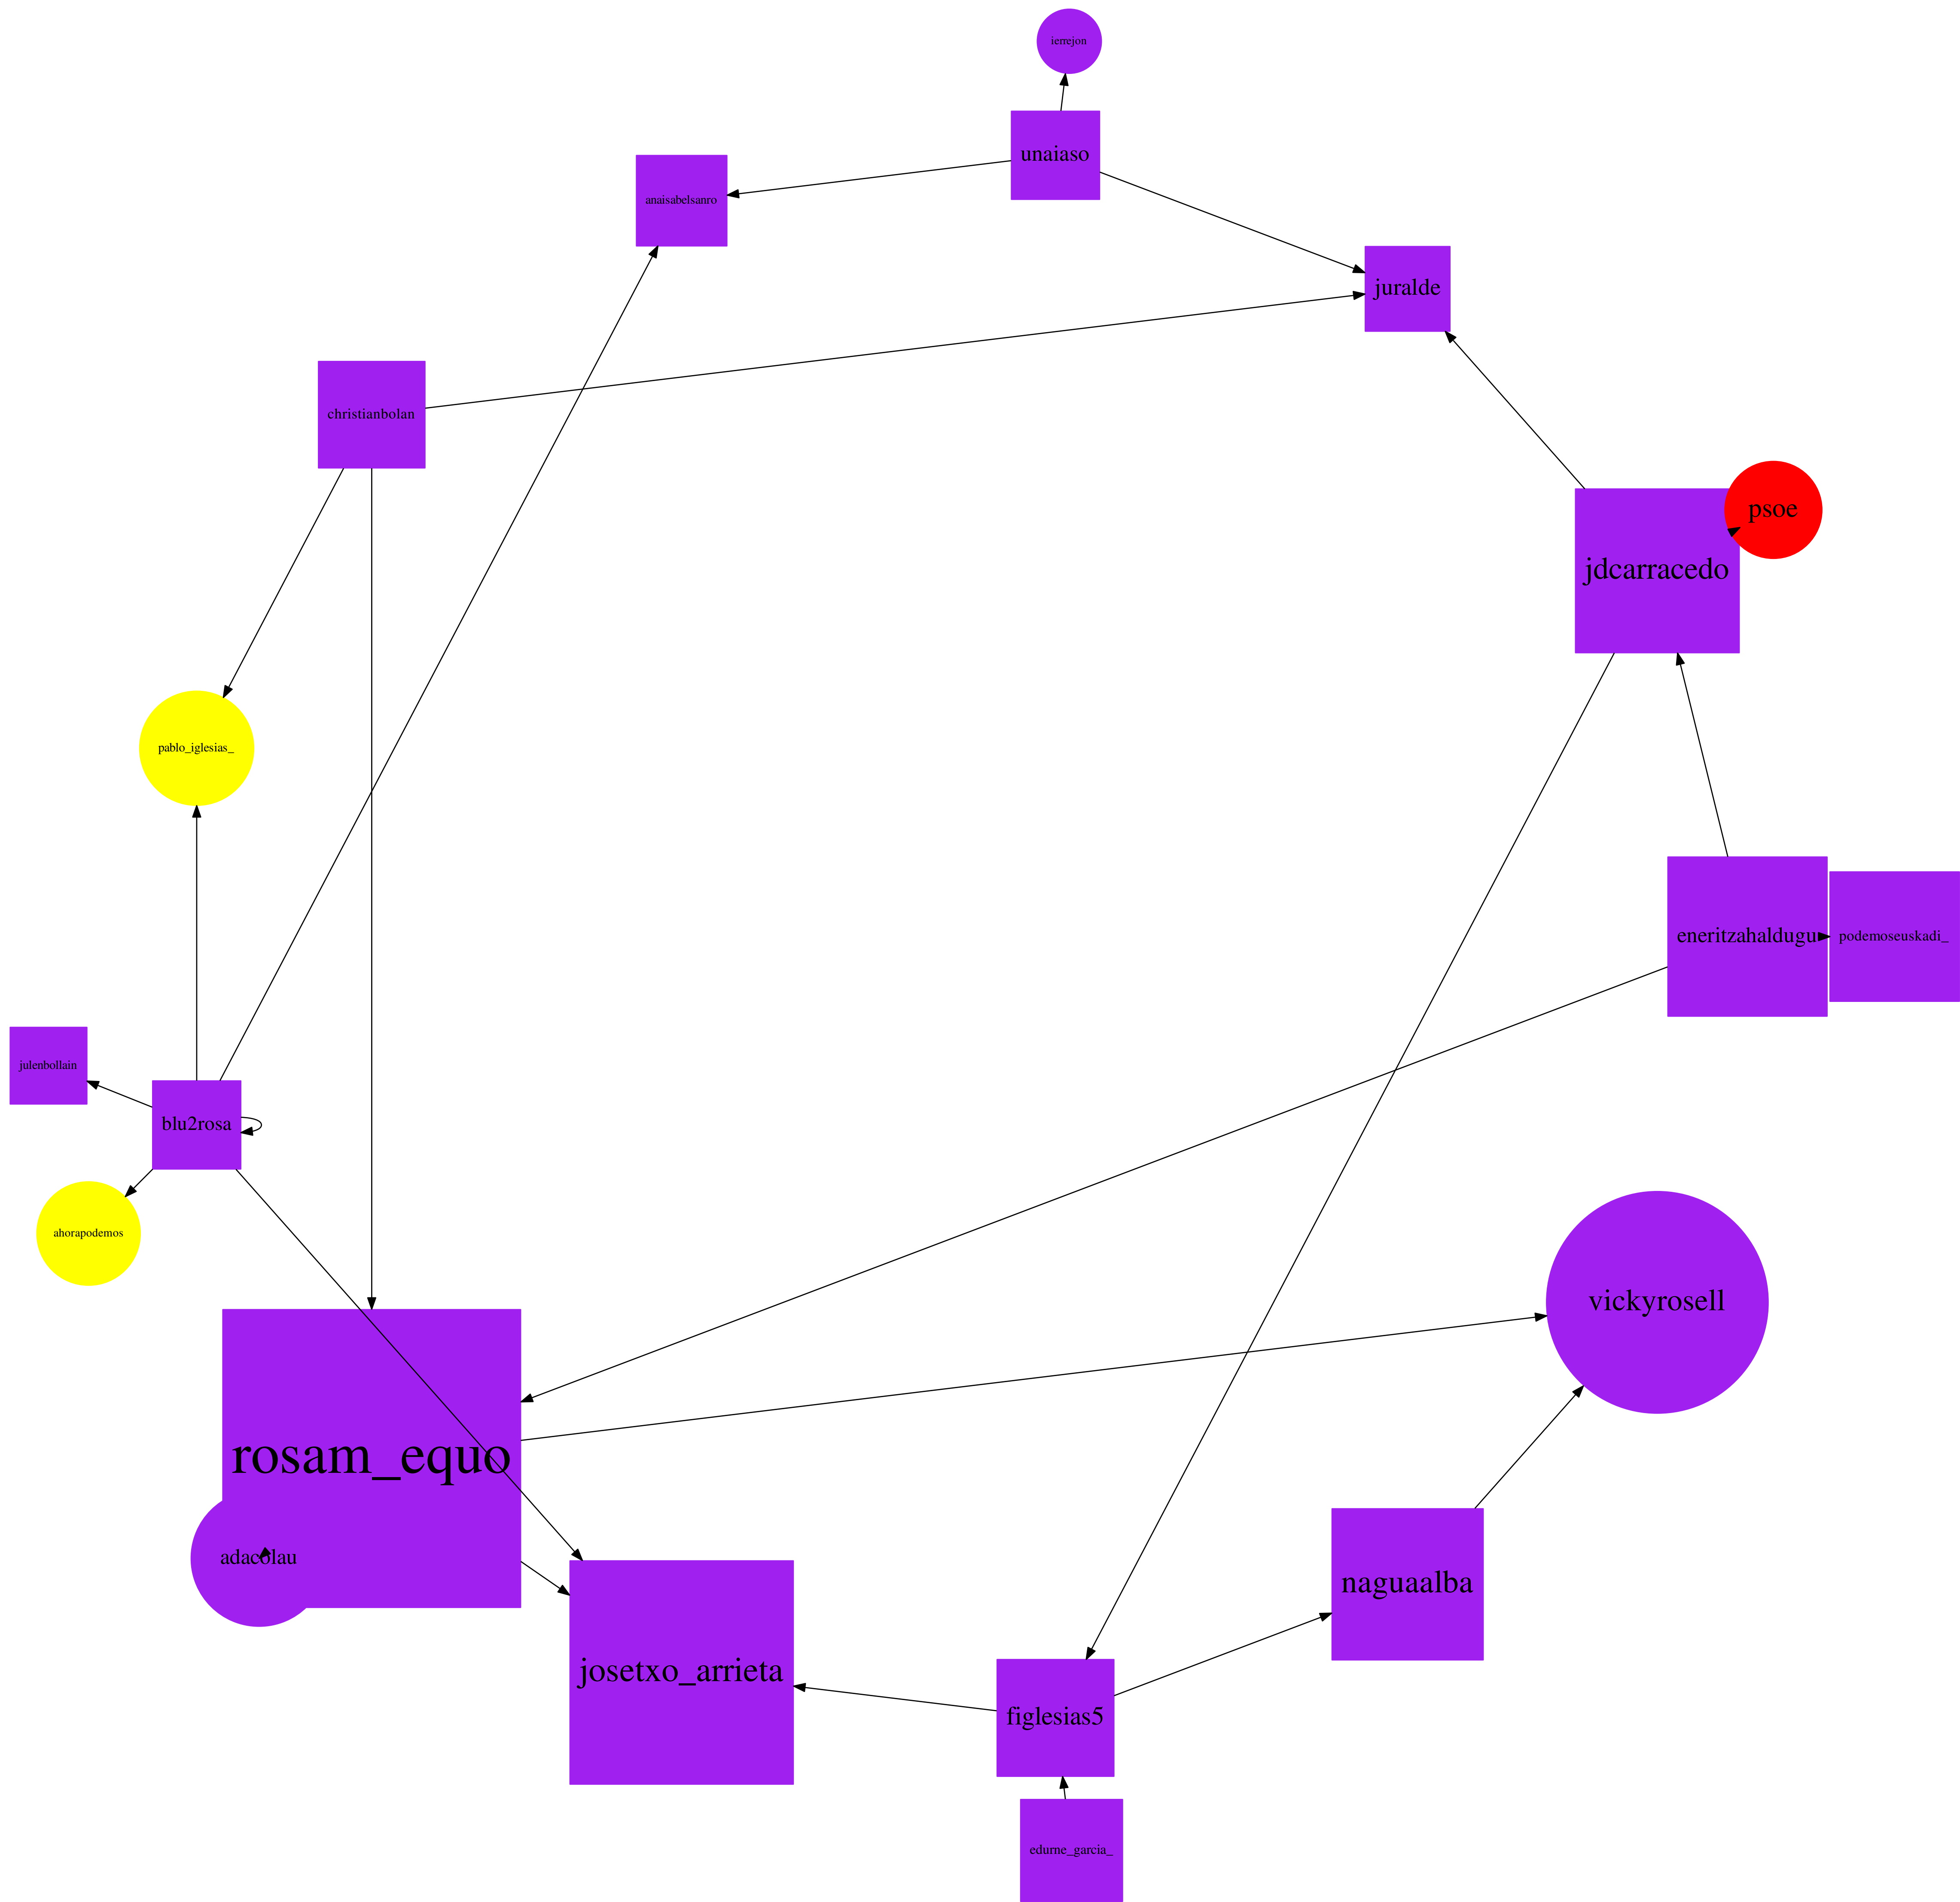 ierrejon
unaiaso
anaisabelsanro
juralde
christianbolan
psoe
jdcarracedo
pablo_iglesias_
eneritzahaldugu
podemoseuskadi_
julenbollain
blu2rosa
ahorapodemos
vickyrosell
rosam_equo
adacolau
naguaalba
josetxo_arrieta
figlesias5
edurne_garcia_